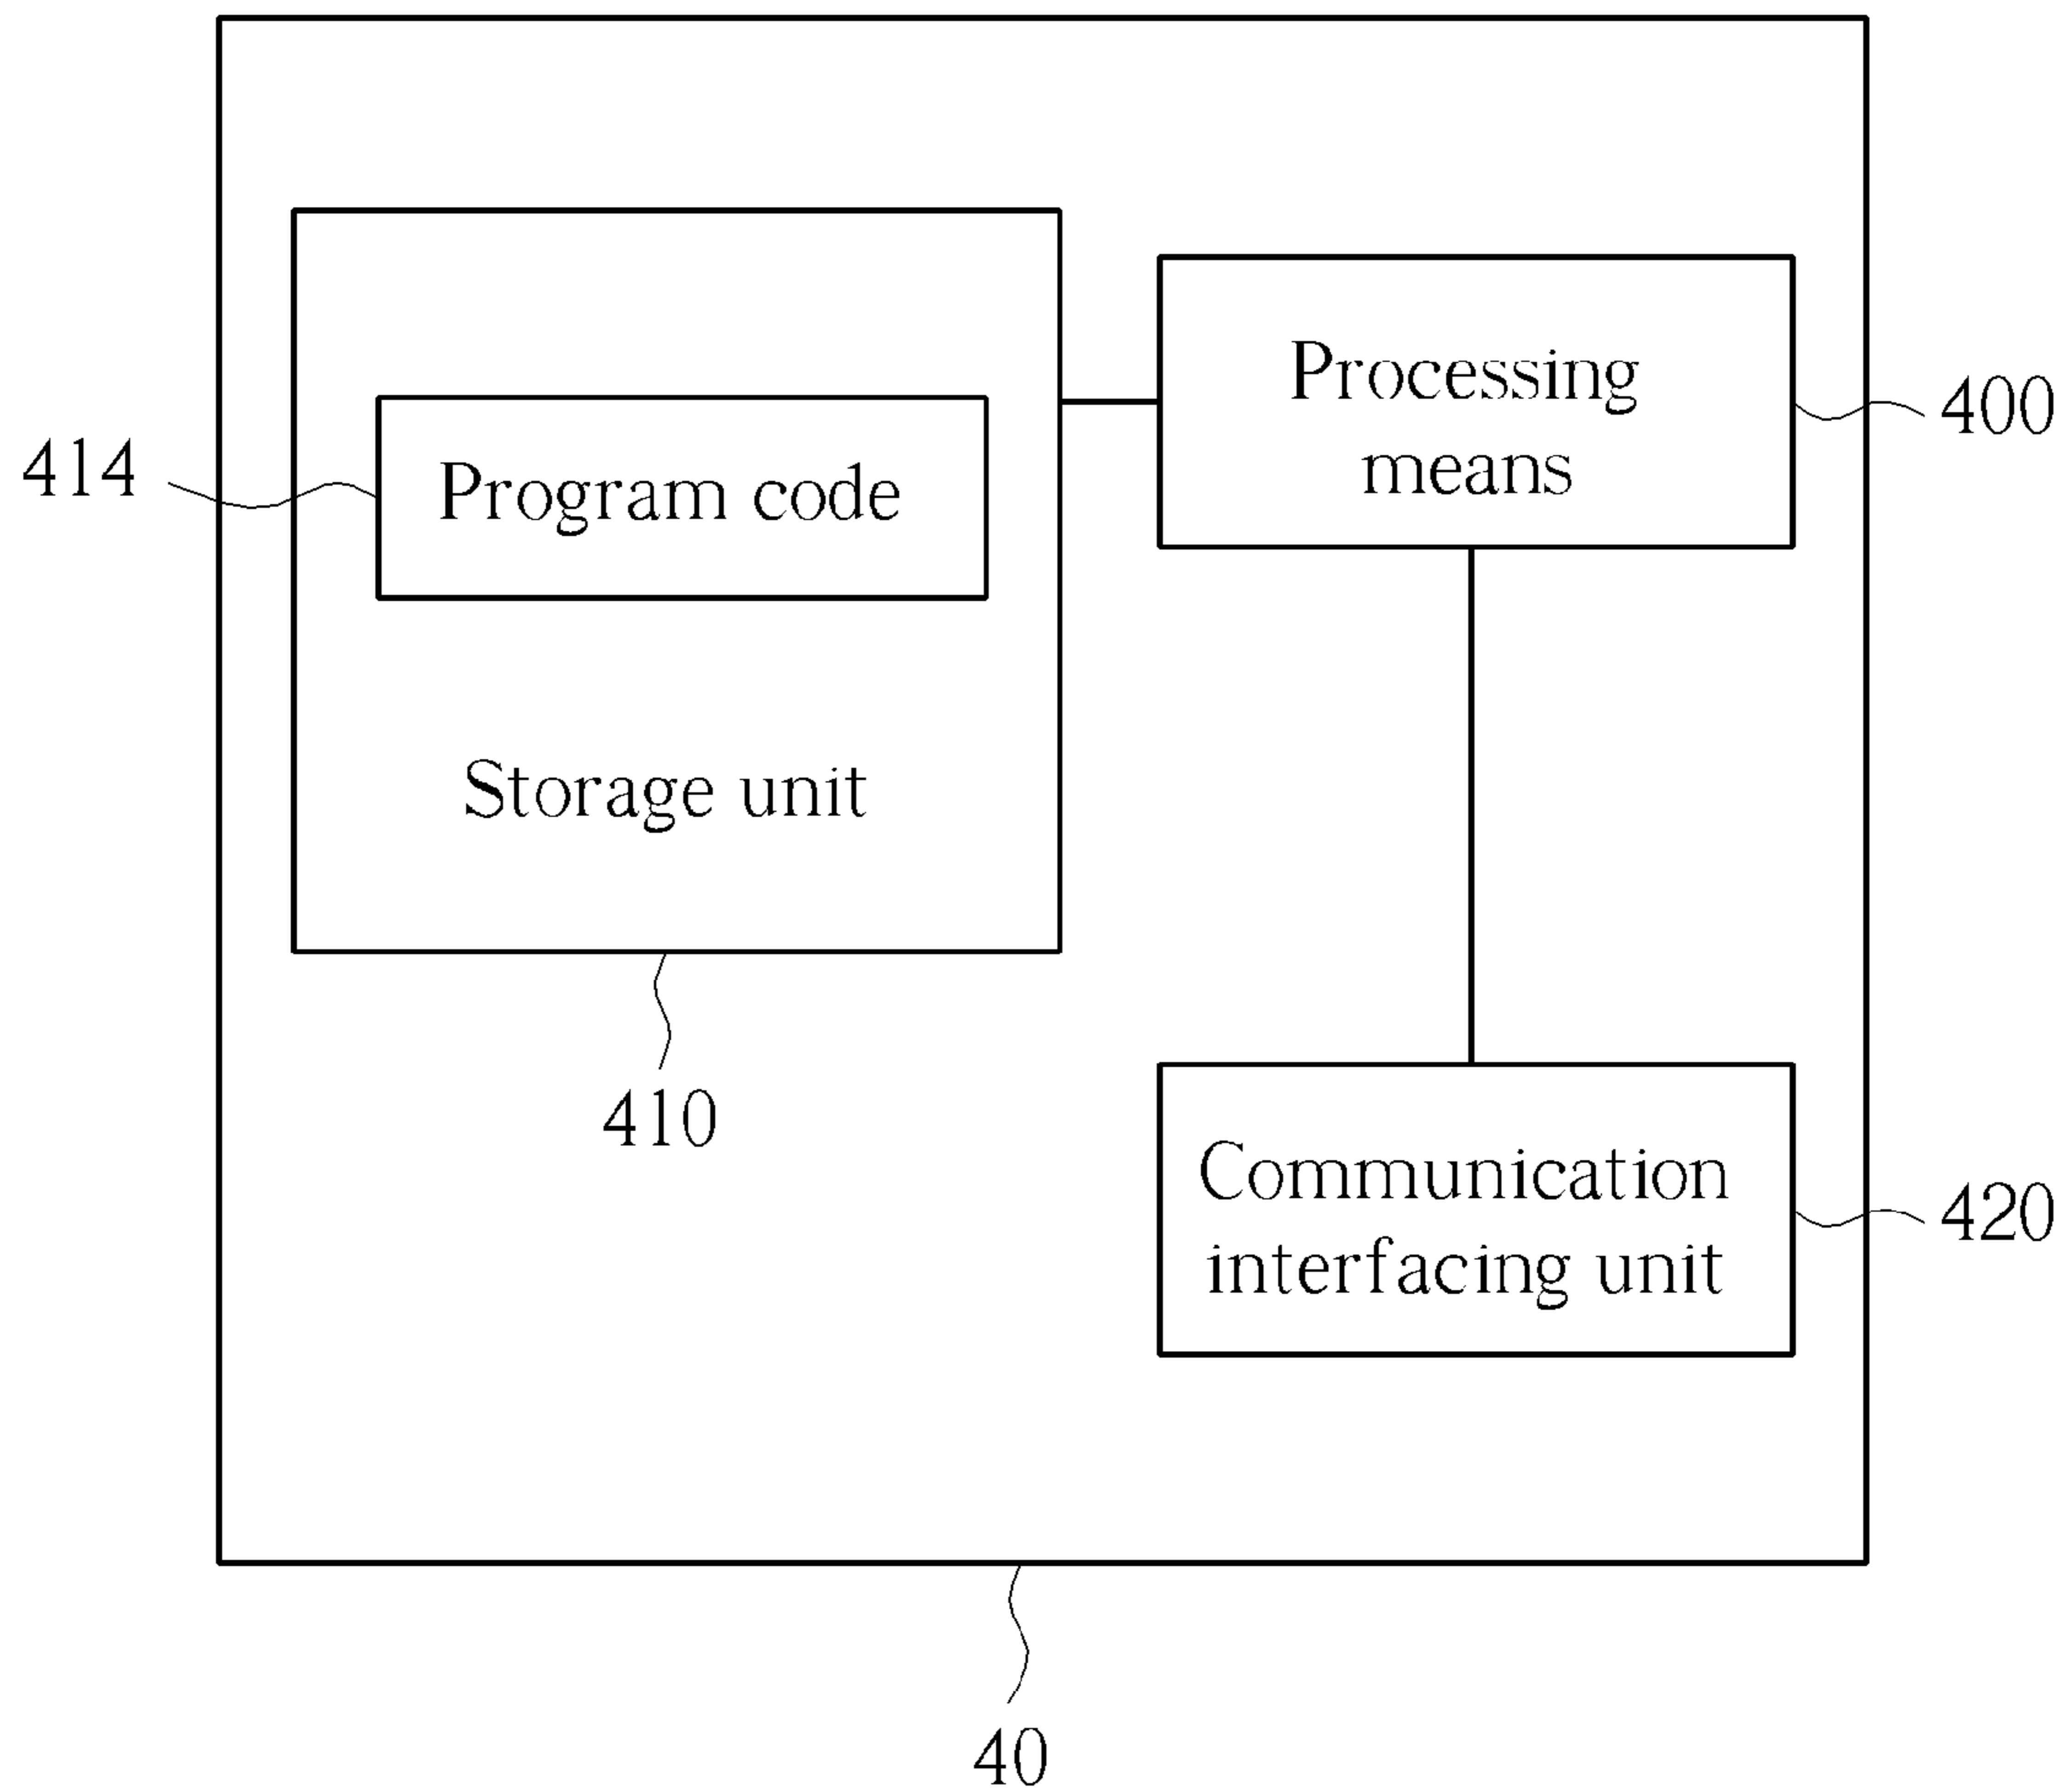 Processing
means
400
414
Program code
Storage unit
410
Communication
interfacing unit
420
40